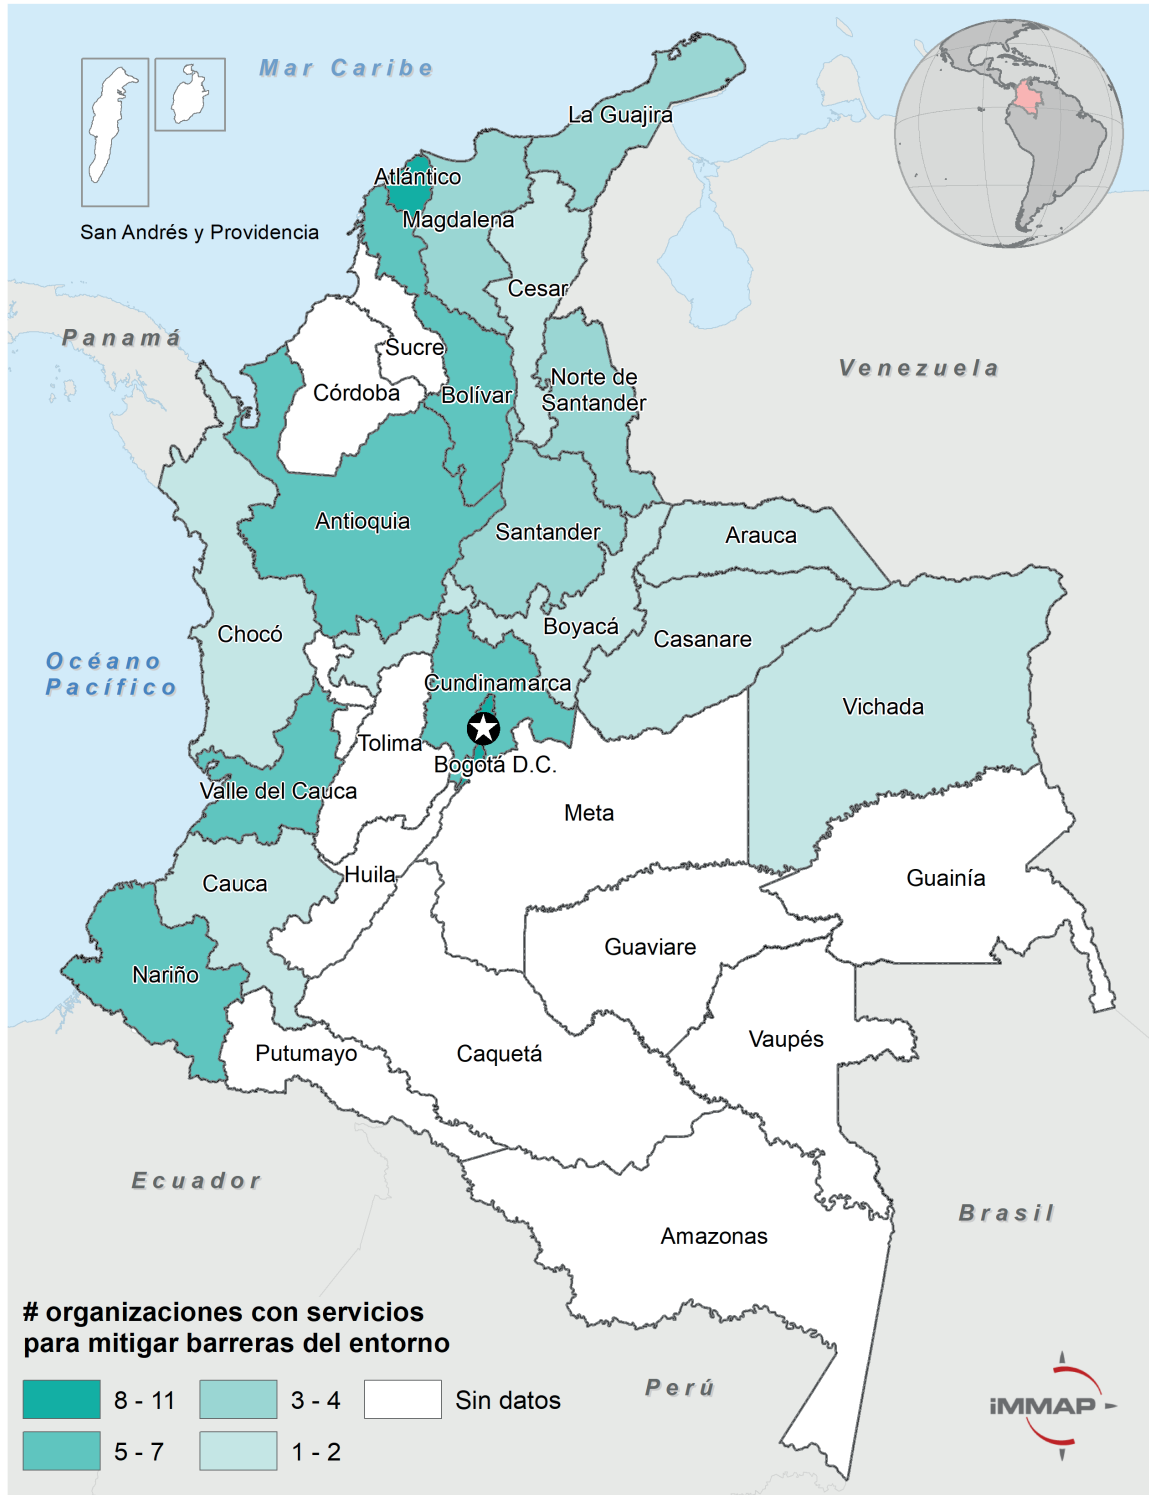 Mar Caribe
La Guajira
Atlántico
Magdalena
San Andrés y Providencia
Cesar
Panamá
Sucre
Venezuela
Norte de
Santander
Córdoba
Bolívar
Antioquia
Santander
Arauca
Chocó
Boyacá
Casanare
Océano
Pacífico
Cundinamarca
Vichada
Tolima
Bogotá D.C.
Valle del Cauca
Meta
Huila
Cauca
Guainía
Guaviare
Nariño
Vaupés
Putumayo
Caquetá
Ecuador
Brasil
Amazonas
# organizaciones con servicios
para mitigar barreras del entorno
8 - 11
3 - 4
Sin datos
5 - 7
1 - 2
Perú
iMMAP